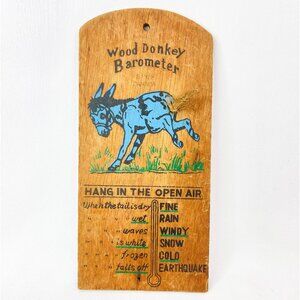 Wood Donkey
Barometer
HANG IN THE OPEN AIR
When the tail is dry FINE
" " " wet RAIN
" " " waves WINDY
" " " is white SNOW
" " " frozen COLD
" " " falls off EARTHQUAKE